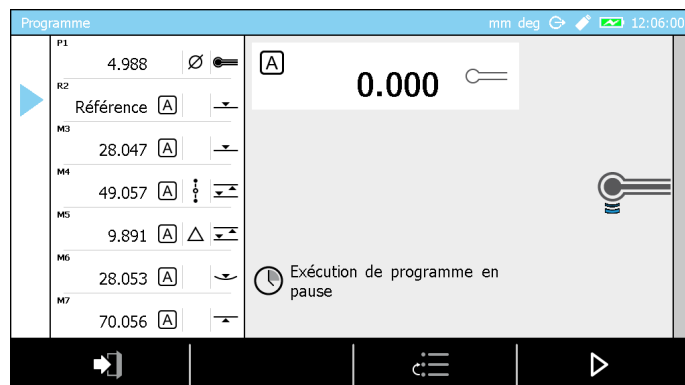 Programme mm deg 12:06:00
P1
4.988 Ø
R2
Référence A
M3
28.047 A
M4
49.057 A
M5
9.891 A
M6
28.053 A
M7
70.056 A
A
0.000
Exécution de programme en
pause